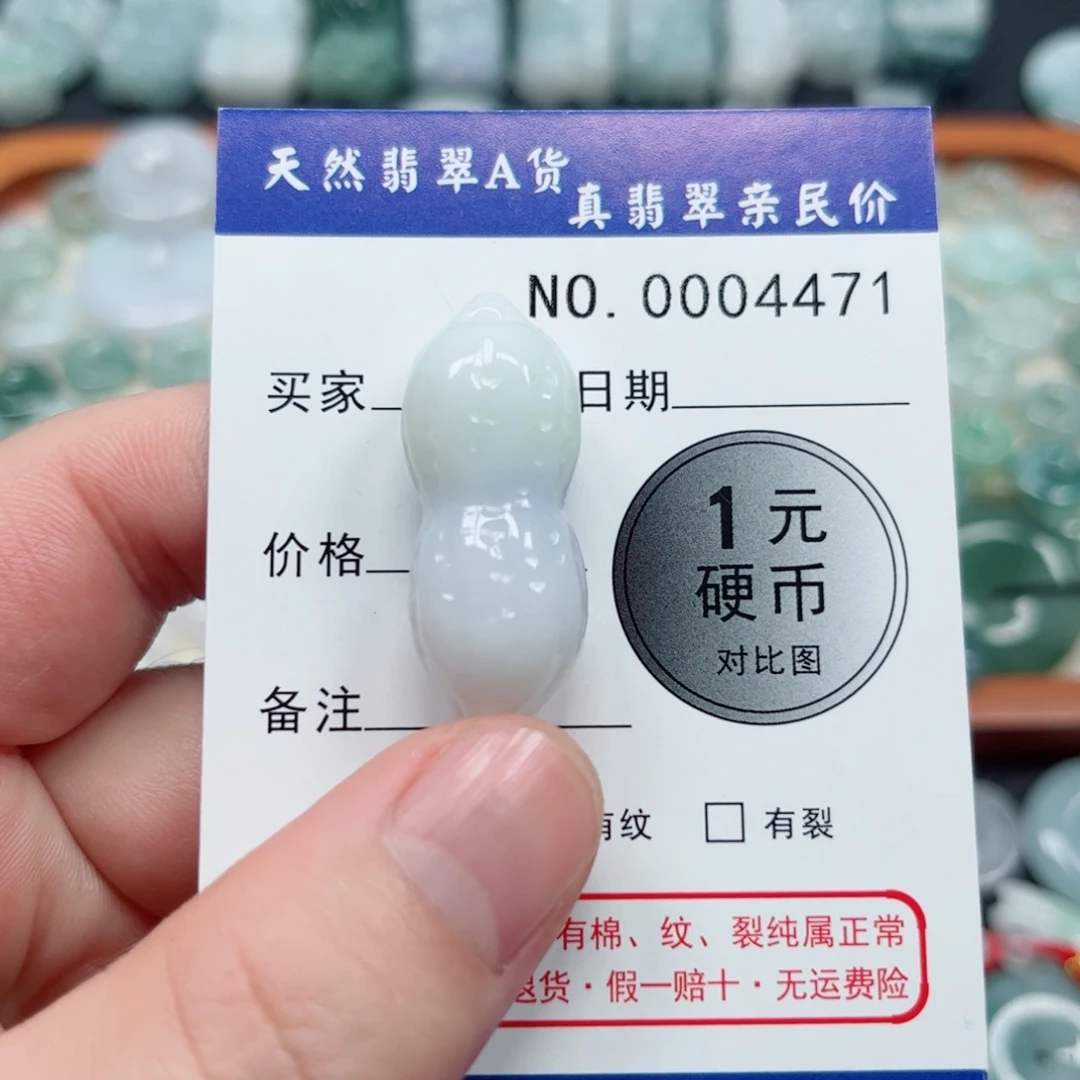 天然翡翠A货
真翡翠亲民价
NO. 0004471
买家 日期
1元
硬币
对比图
价格
备注
有纹 □ 有裂
有棉、纹、裂纯属正常
退货·假一赔十·无运费险